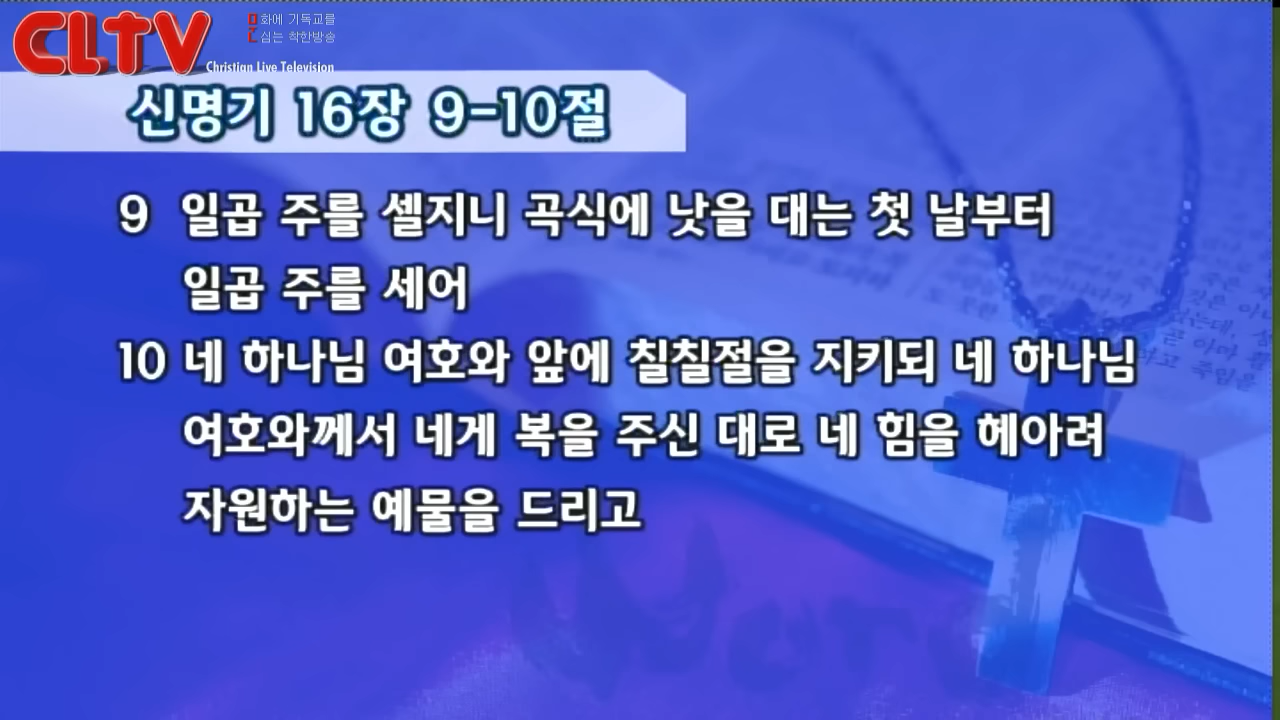 CLTV
문화에 기독교를
심는 착한방송
Christian Live Television
신명기 16장 9-10절
9 일곱 주를 셀지니 곡식에 낫을 대는 첫 날부터
일곱 주를 세어
10 네 하나님 여호와 앞에 칠칠절을 지키되 네 하나님
여호와께서 네게 복을 주신 대로 네 힘을 헤아려
자원하는 예물을 드리고
Word